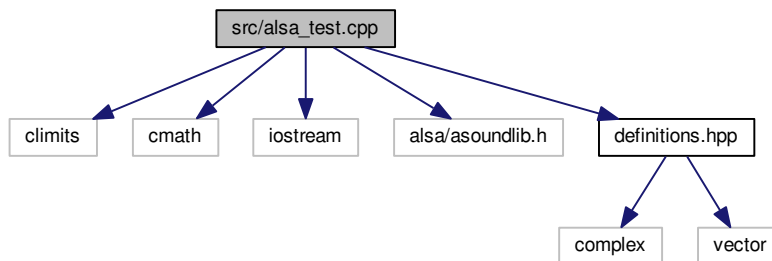 src/alsa_test.cpp
climits
cmath
iostream
alsa/asoundlib.h
definitions.hpp
complex
vector